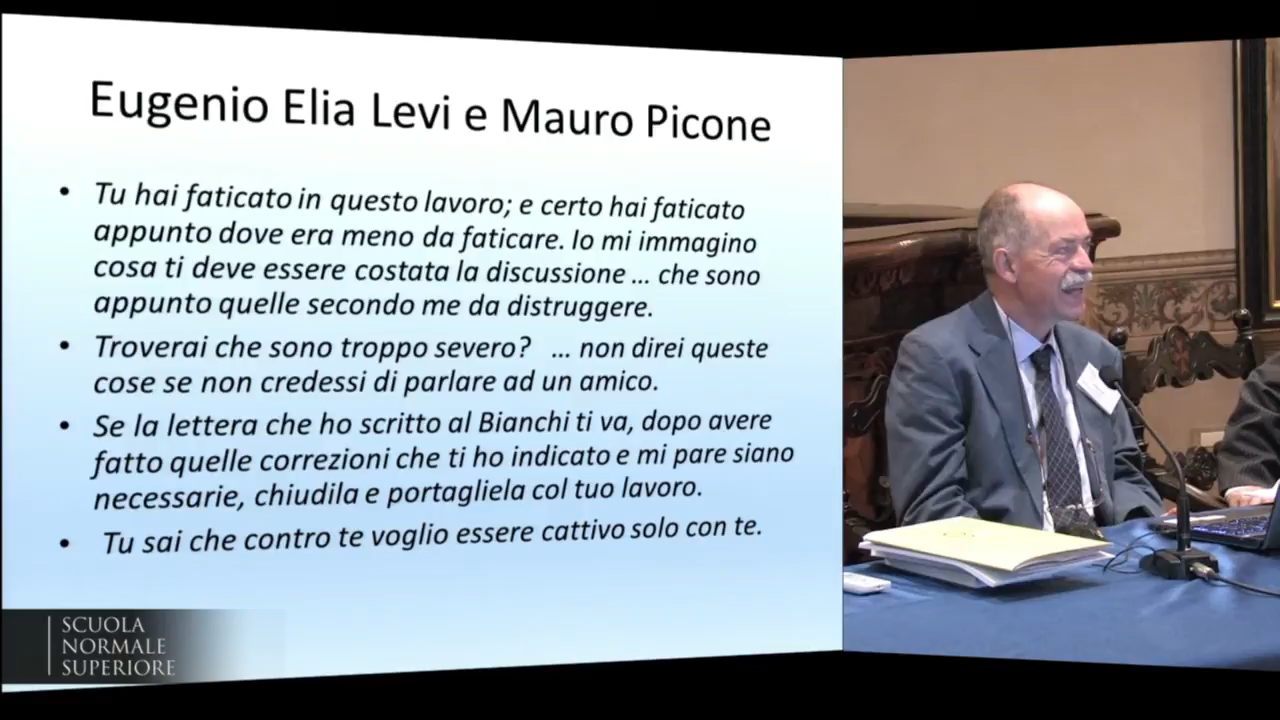 Eugenio Elia Levi e Mauro Picone
• Tu hai faticato in questo lavoro; e certo hai faticato
appunto dove era meno da faticare. Io mi immagino
cosa ti deve essere costata la discussione ... che sono
appunto quelle secondo me da distruggere.
• Troverai che sono troppo severo? ... non direi queste
cose se non credessi di parlare ad un amico.
• Se la lettera che ho scritto al Bianchi ti va, dopo avere
fatto quelle correzioni che ti ho indicato e mi pare siano
necessarie, chiudila e portagliela col tuo lavoro.
• Tu sai che contro te voglio essere cattivo solo con te.
SCUOLA
NORMALE
SUPERIORE